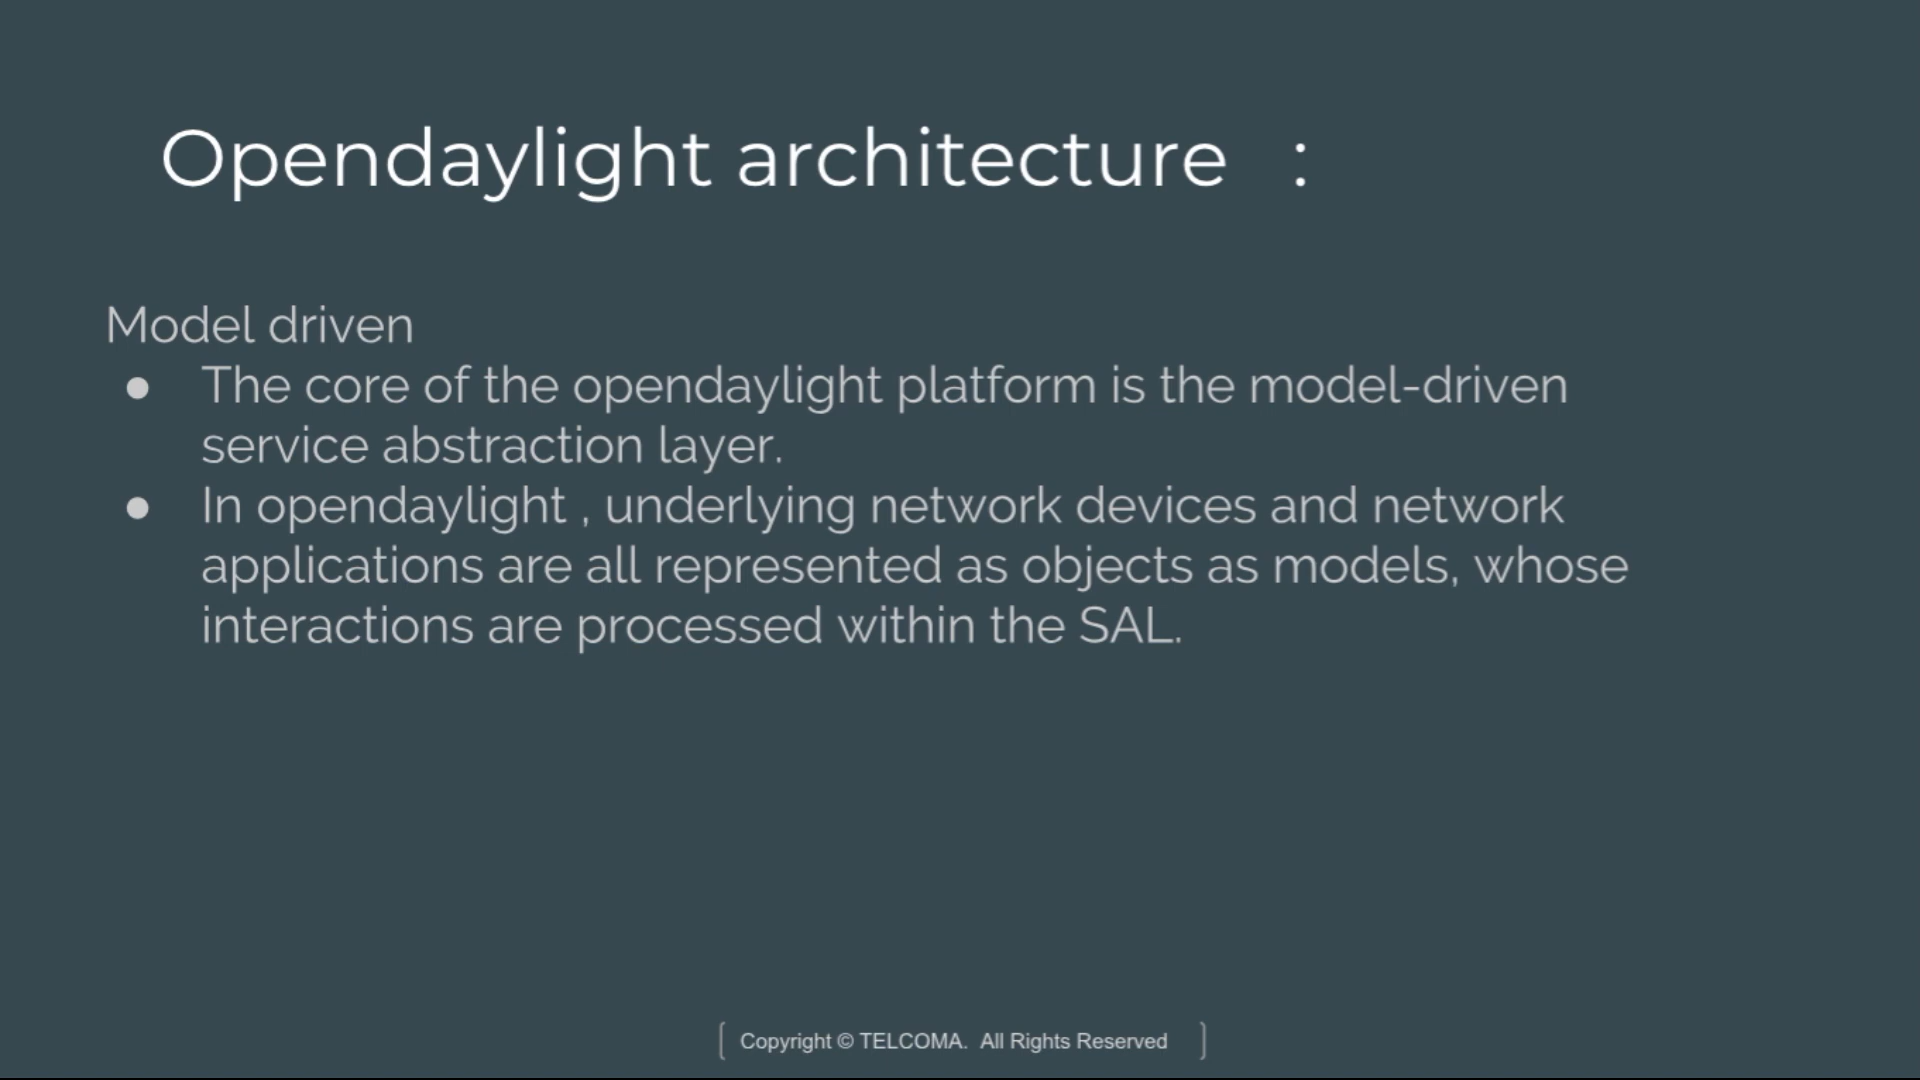 Opendaylight architecture :
Model driven
● The core of the opendaylight platform is the model-driven
service abstraction layer.
● In opendaylight , underlying network devices and network
applications are all represented as objects as models, whose
interactions are processed within the SAL.
[ Copyright © TELCOMA. All Rights Reserved ]